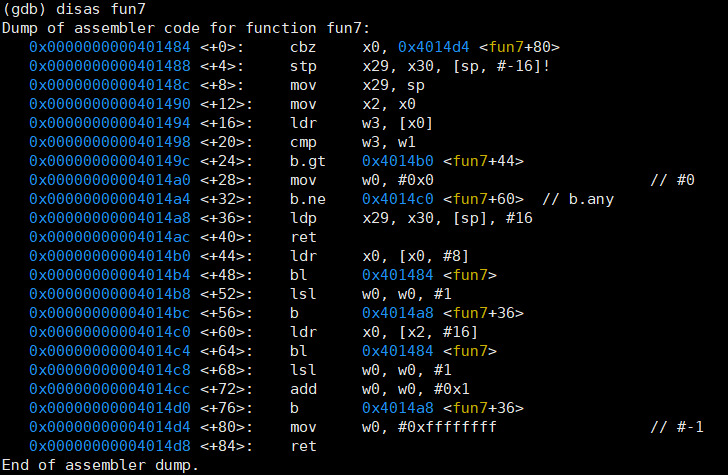 (gdb) disas fun7
Dump of assembler code for function fun7:
   0x0000000000401484 <+0>:     cbz     x0, 0x4014d4 <fun7+80>
   0x0000000000401488 <+4>:     stp     x29, x30, [sp, #-16]!
   0x000000000040148c <+8>:     mov     x29, sp
   0x0000000000401490 <+12>:    mov     x2, x0
   0x0000000000401494 <+16>:    ldr     w3, [x0]
   0x0000000000401498 <+20>:    cmp     w3, w1
   0x000000000040149c <+24>:    b.gt    0x4014b0 <fun7+44>
   0x00000000004014a0 <+28>:    mov     w0, #0x0                        // #0
   0x00000000004014a4 <+32>:    b.ne    0x4014c0 <fun7+60>  // b.any
   0x00000000004014a8 <+36>:    ldp     x29, x30, [sp], #16
   0x00000000004014ac <+40>:    ret
   0x00000000004014b0 <+44>:    ldr     x0, [x0, #8]
   0x00000000004014b4 <+48>:    bl      0x401484 <fun7>
   0x00000000004014b8 <+52>:    lsl     w0, w0, #1
   0x00000000004014bc <+56>:    b       0x4014a8 <fun7+36>
   0x00000000004014c0 <+60>:    ldr     x0, [x2, #16]
   0x00000000004014c4 <+64>:    bl      0x401484 <fun7>
   0x00000000004014c8 <+68>:    lsl     w0, w0, #1
   0x00000000004014cc <+72>:    add     w0, w0, #0x1
   0x00000000004014d0 <+76>:    b       0x4014a8 <fun7+36>
   0x00000000004014d4 <+80>:    mov     w0, #0xffffffff                 // #-1
   0x00000000004014d8 <+84>:    ret
End of assembler dump.